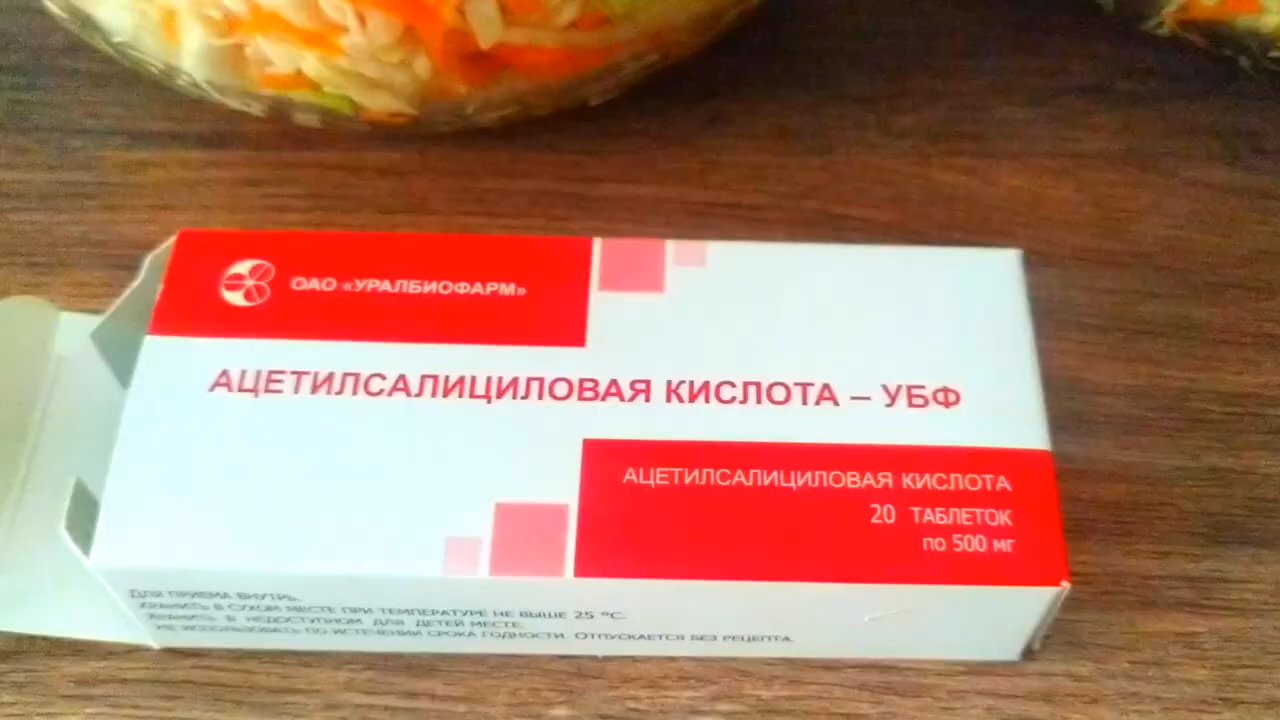 ОАО «УРАЛБИОФАРМ»
АЦЕТИЛСАЛИЦИЛОВАЯ КИСЛОТА – УБФ
АЦЕТИЛСАЛИЦИЛОВАЯ КИСЛОТА
20 ТАБЛЕТОК
по 500 мг
ДЛЯ ПРИЕМА ВНУТРЬ.
ХРАНИТЬ В СУХОМ МЕСТЕ ПРИ ТЕМПЕРАТУРЕ НЕ ВЫШЕ 25 °С.
ХРАНИТЬ В НЕДОСТУПНОМ ДЛЯ ДЕТЕЙ МЕСТЕ.
НЕ ИСПОЛЬЗОВАТЬ ПО ИСТЕЧЕНИИ СРОКА ГОДНОСТИ. ОТПУСКАЕТСЯ БЕЗ РЕЦЕПТА.